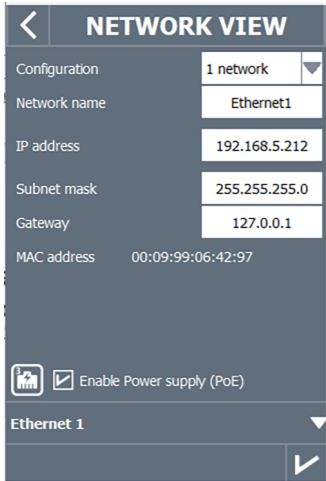 NETWORK VIEW
Configuration 1 network
Network name Ethernet1
IP address 192.168.5.212
Subnet mask 255.255.255.0
Gateway 127.0.0.1
MAC address 00:09:99:06:42:97
3 Enable Power supply (PoE)
Ethernet 1